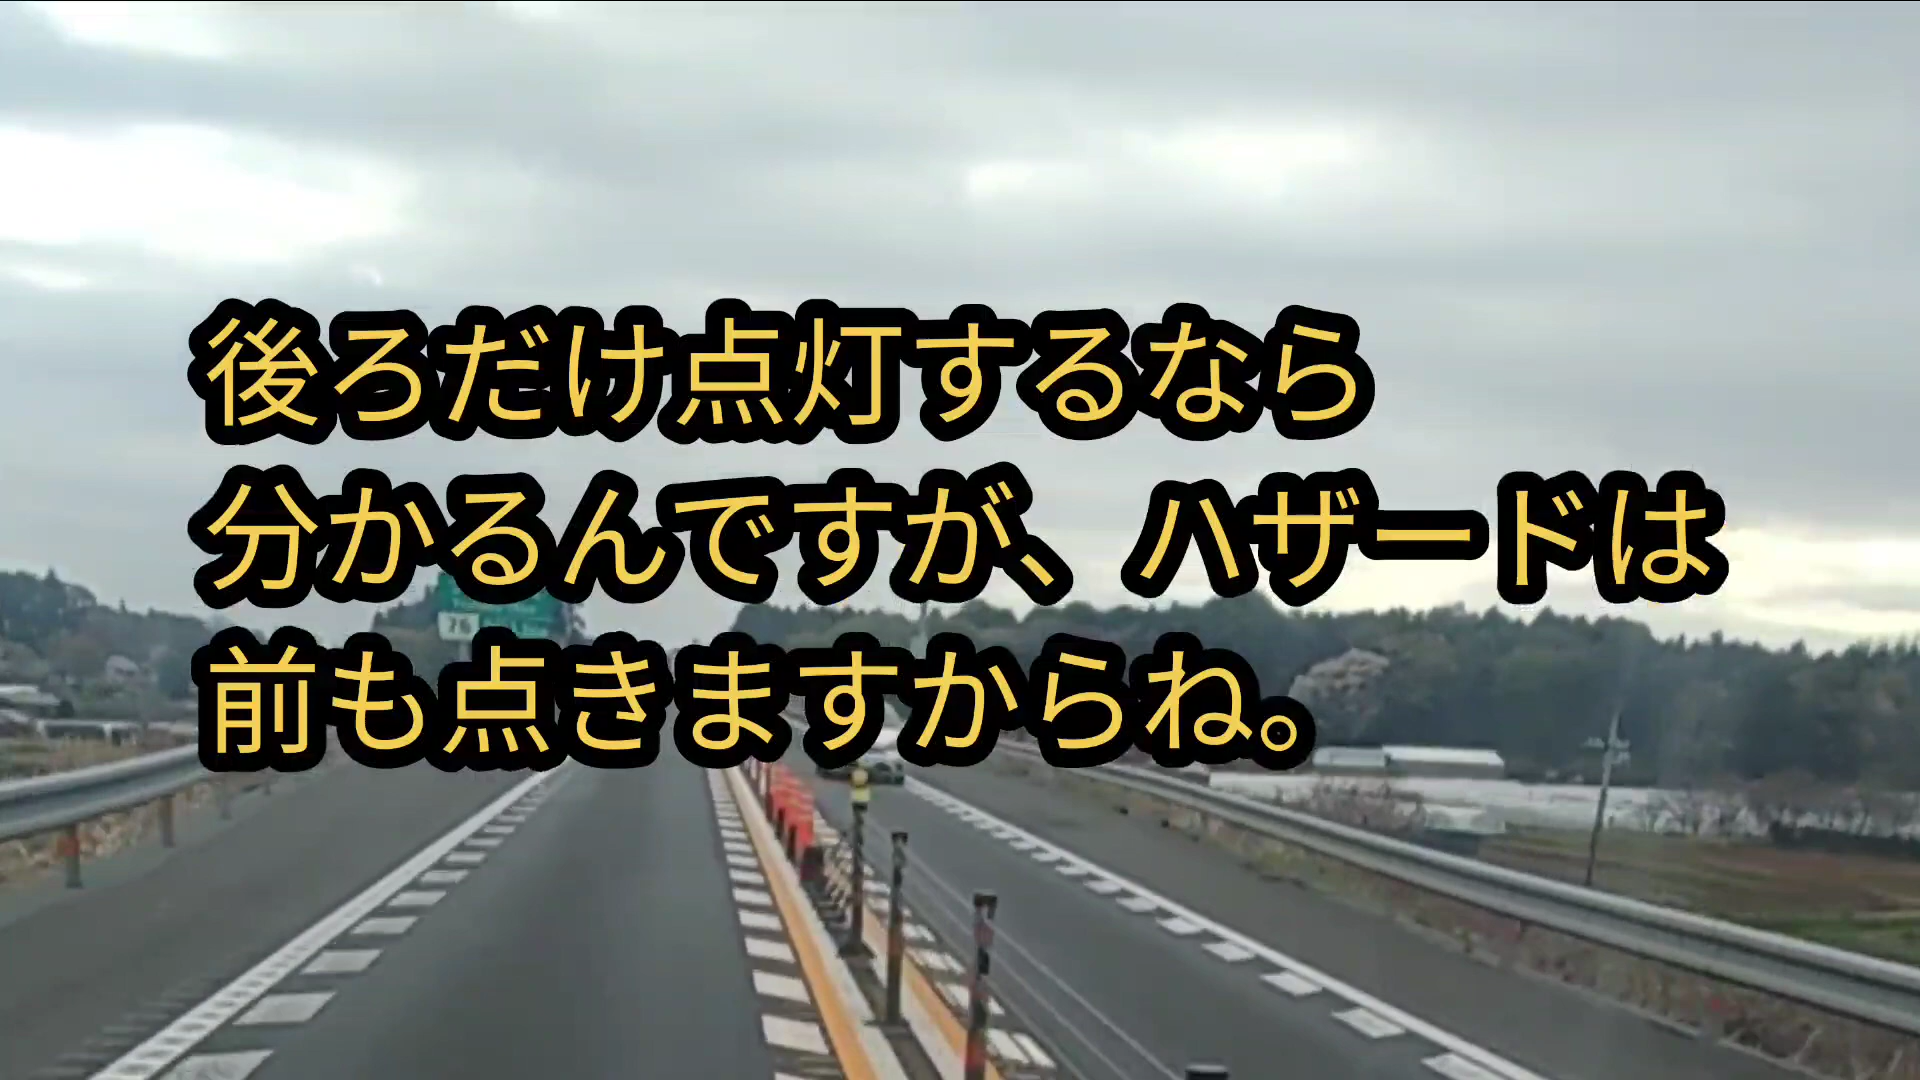 後ろだけ点灯するなら
分かるんですが、ハザードは
前も点きますからね。
76